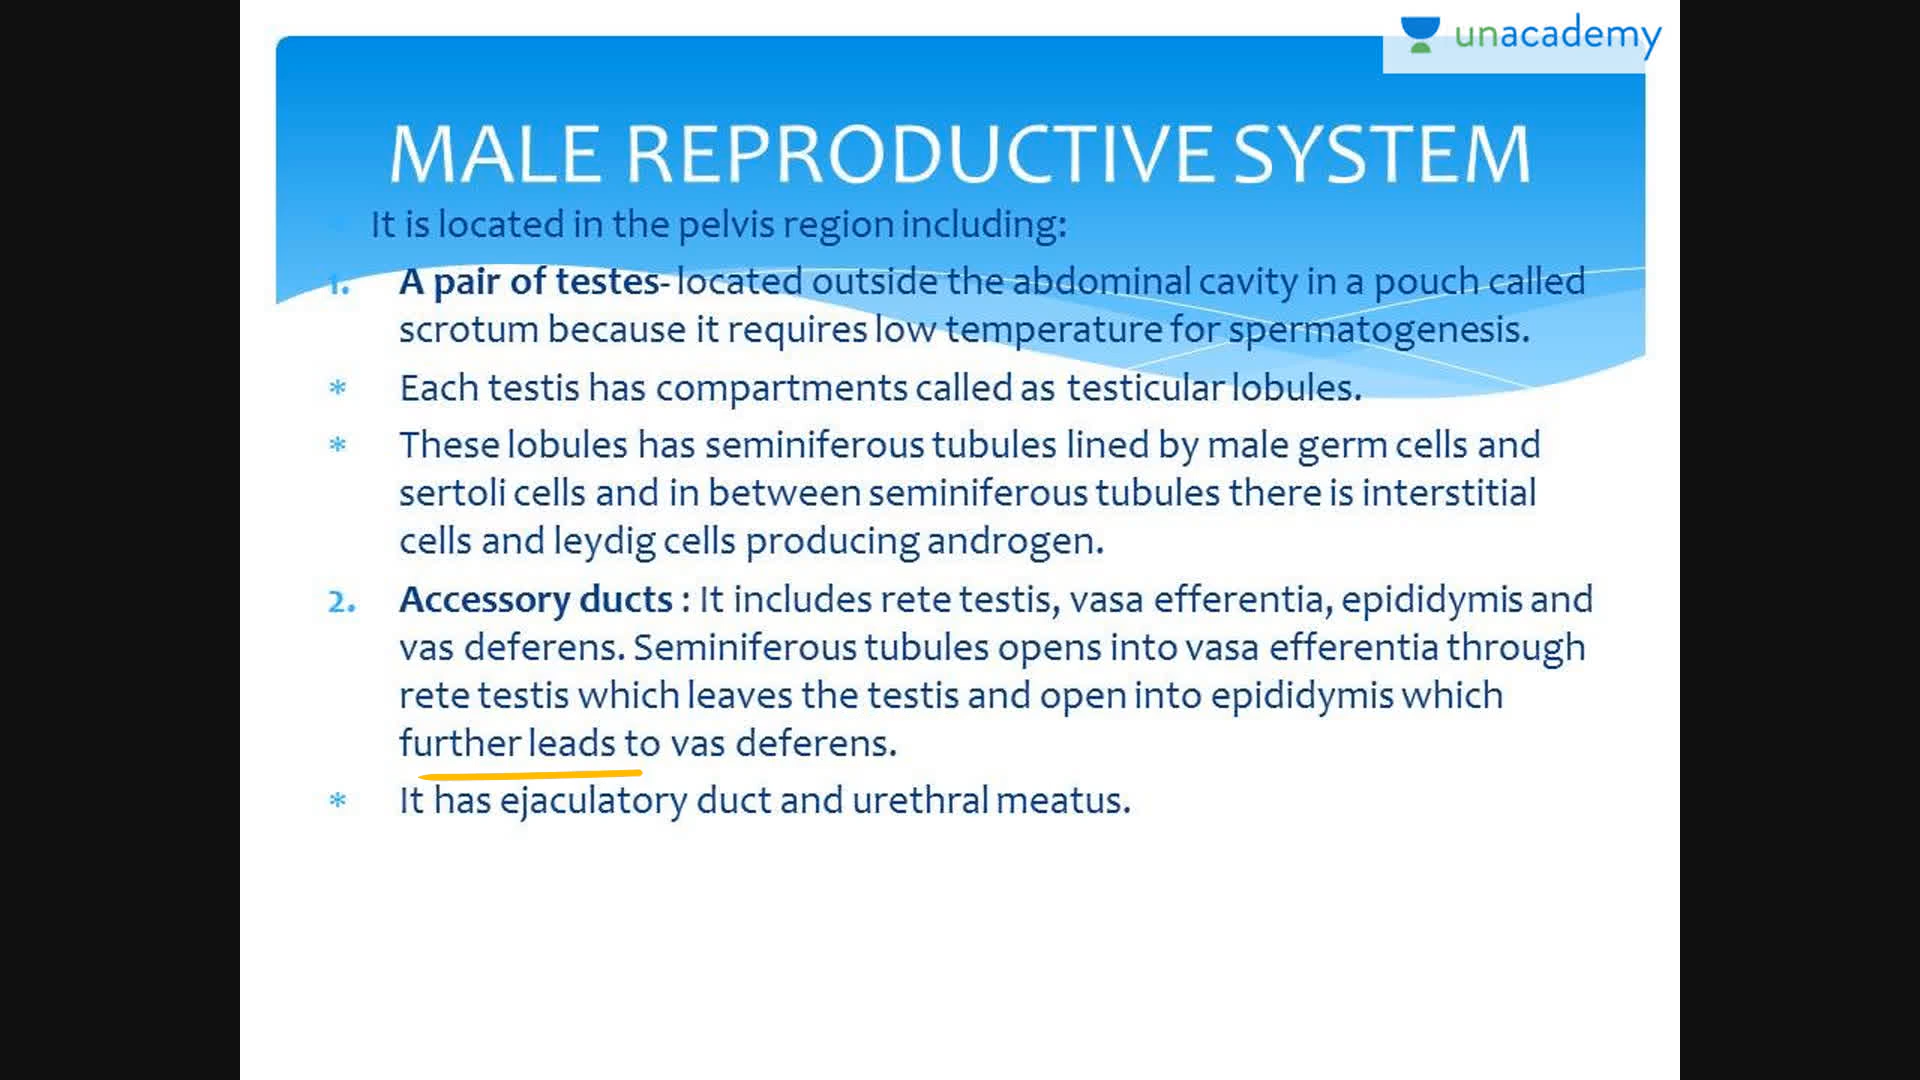 unacademy
MALE REPRODUCTIVE SYSTEM
It is located in the pelvis region including:
1. A pair of testes- located outside the abdominal cavity in a pouch called
scrotum because it requires low temperature for spermatogenesis.
* Each testis has compartments called as testicular lobules.
* These lobules has seminiferous tubules lined by male germ cells and
sertoli cells and in between seminiferous tubules there is interstitial
cells and leydig cells producing androgen.
2. Accessory ducts : It includes rete testis, vasa efferentia, epididymis and
vas deferens. Seminiferous tubules opens into vasa efferentia through
rete testis which leaves the testis and open into epididymis which
further leads to vas deferens.
* It has ejaculatory duct and urethral meatus.